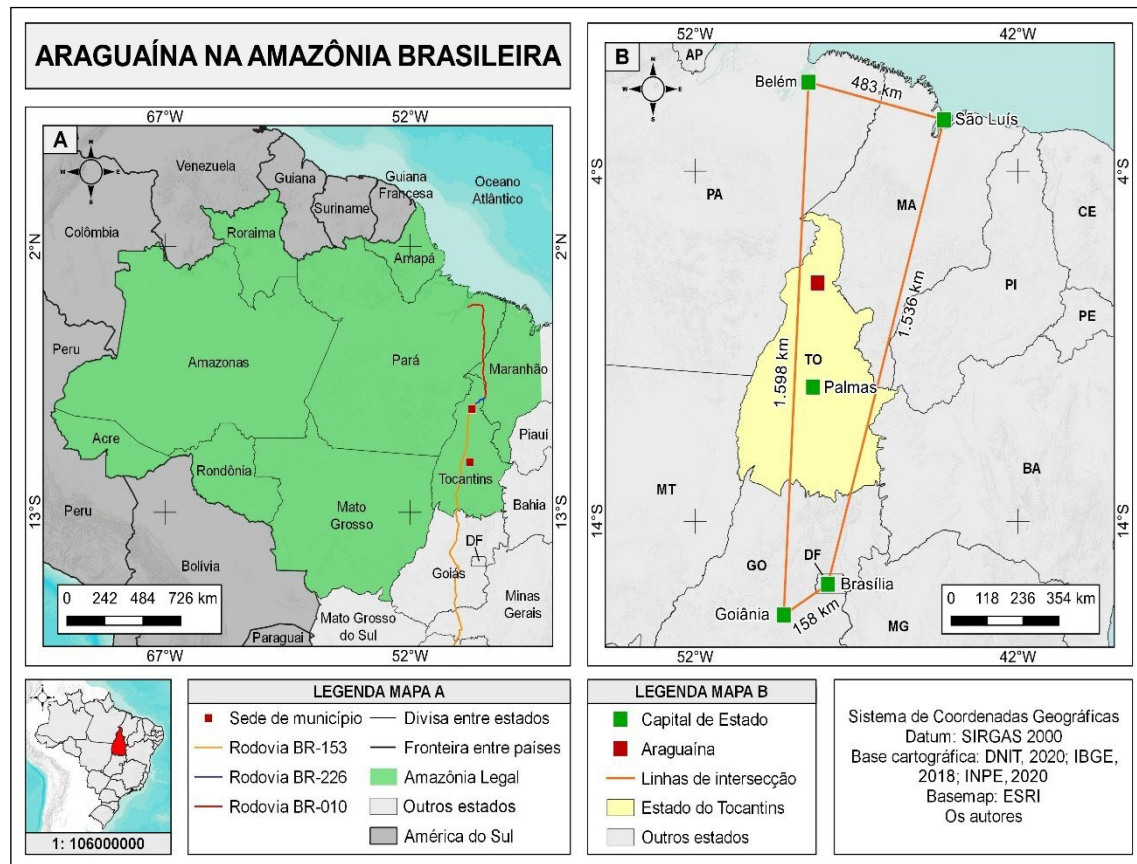 ARAGUAÍNA NA AMAZÔNIA BRASILEIRA
A
67°W
52°W
2°N
13°S
N
W
E
S
Venezuela
Guiana
Guiana
Francesa
Suriname
Oceano
Atlântico
Colômbia
Roraima
Amapá
Peru
Amazonas
Pará
Maranhão
Acre
Rondônia
Tocantins
Piauí
Mato
Grosso
Bahia
Peru
Bolívia
DF
Goiás
Minas
Gerais
Mato Grosso
do Sul
Paraguai
0 242 484 726 km
67°W
52°W
B
52°W
42°W
AP
N
W
E
S
Belém
483 km
São Luís
4°S
4°S
PA
MA
CE
PI
PE
1.536 km
1.598 km
TO
Palmas
MT
BA
14°S
14°S
GO
DF
Brasília
Goiânia
158 km
MG
0 118 236 354 km
52°W
42°W
1: 106000000
LEGENDA MAPA A
Sede de município
Rodovia BR-153
Rodovia BR-226
Rodovia BR-010
Divisa entre estados
Fronteira entre países
Amazônia Legal
Outros estados
América do Sul
LEGENDA MAPA B
Capital de Estado
Araguaína
Linhas de intersecção
Estado do Tocantins
Outros estados
Sistema de Coordenadas Geográficas
Datum: SIRGAS 2000
Base cartográfica: DNIT, 2020; IBGE,
2018; INPE, 2020
Basemap: ESRI
Os autores